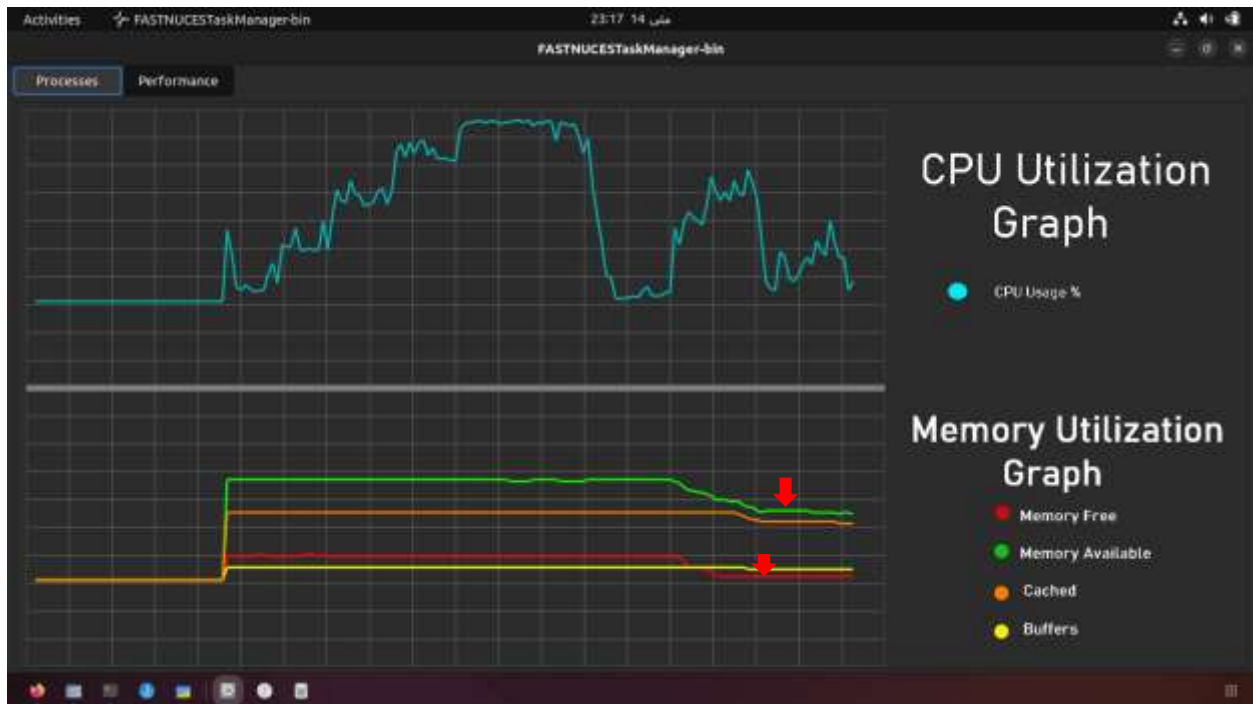 Activities FASTNUCESTaskManager-bin 23:17 14 مئی
FASTNUCESTaskManager-bin
Processes Performance
CPU Utilization
Graph
CPU Usage %
Memory Utilization
Graph
Memory Free
Memory Available
Cached
Buffers